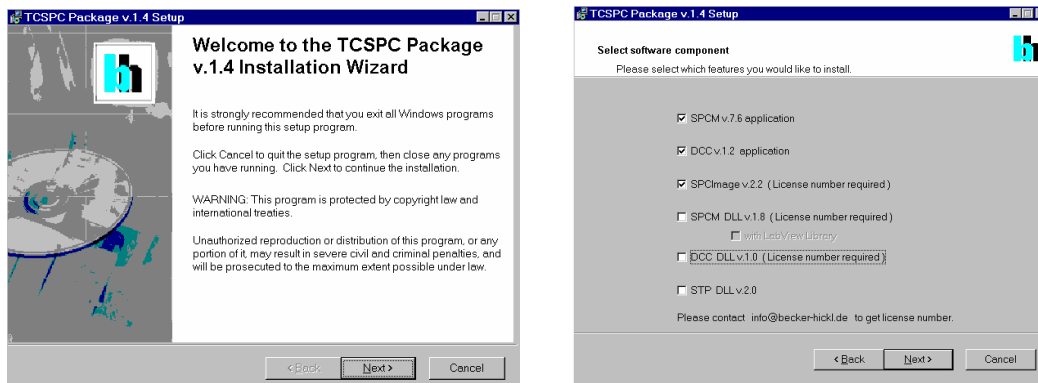 TCSPC Package v.1.4 Setup
bh
Welcome to the TCSPC Package
v.1.4 Installation Wizard
It is strongly recommended that you exit all Windows programs
before running this setup program.
Click Cancel to quit the setup program, then close any programs
you have running. Click Next to continue the installation.
WARNING: This program is protected by copyright law and
international treaties.
Unauthorized reproduction or distribution of this program, or any
portion of it, may result in severe civil and criminal penalties, and
will be prosecuted to the maximum extent possible under law.
< Back
Next >
Cancel
TCSPC Package v.1.4 Setup
Select software component
Please select which features you would like to install.
SPCM v.7.6 application
DCC v.1.2 application
SPCImage v.2.2 ( License number required )
SPCM DLL v.1.8 ( License number required )
with LabView Library
DCC DLL v.1.0 ( License number required )
STP DLL v.2.0
Please contact info@becker-hickl.de to get license number.
< Back
Next >
Cancel